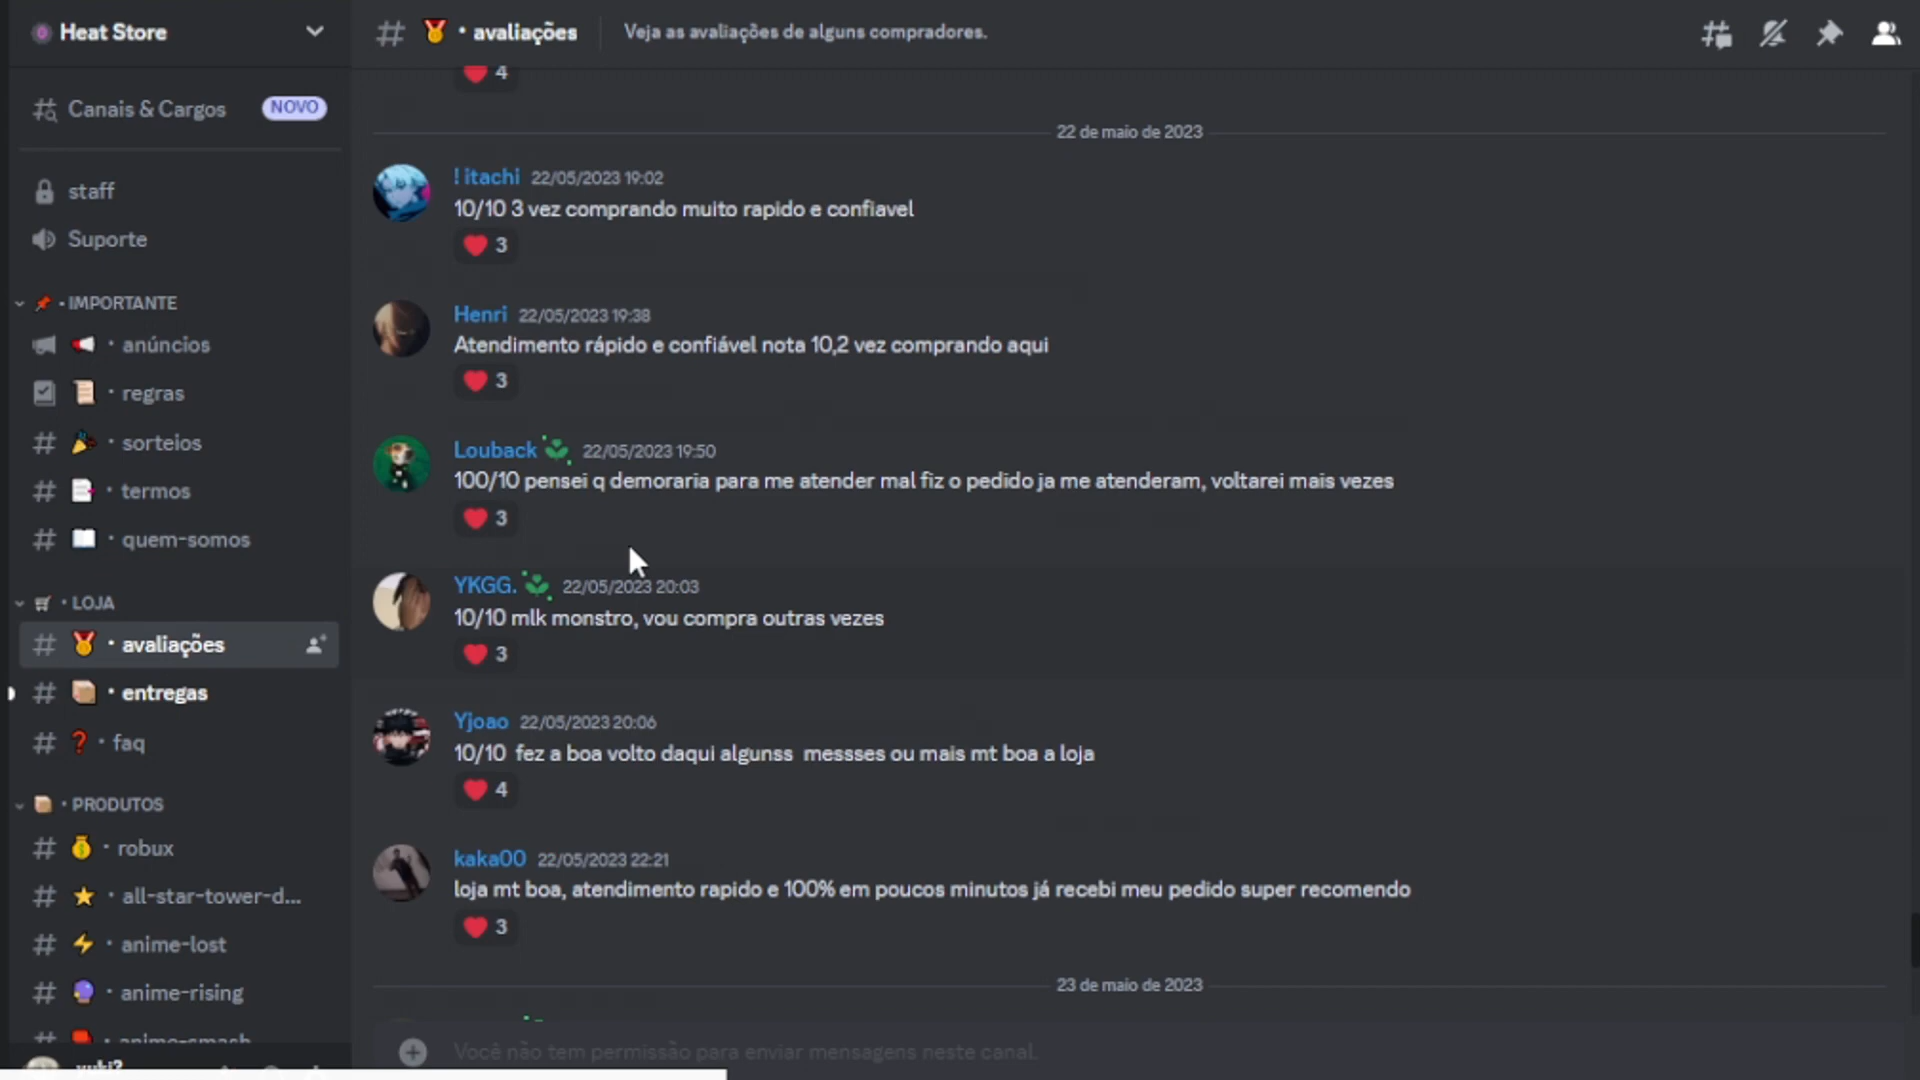 Heat Store
Canais & Cargos NOVO
staff
Suporte
• IMPORTANTE
• anúncios
• regras
• sorteios
• termos
• quem-somos
• LOJA
• avaliações
• entregas
• faq
• PRODUTOS
• robux
• all-star-tower-d...
• anime-lost
• anime-rising
• anime-smash
yuki?
• avaliações
Veja as avaliações de alguns compradores.
4
22 de maio de 2023
! itachi 22/05/2023 19:02
10/10 3 vez comprando muito rapido e confiavel
3
Henri 22/05/2023 19:38
Atendimento rápido e confiável nota 10,2 vez comprando aqui
3
Louback 22/05/2023 19:50
100/10 pensei q demoraria para me atender mal fiz o pedido ja me atenderam, voltarei mais vezes
3
YKGG. 22/05/2023 20:03
10/10 mlk monstro, vou compra outras vezes
3
Yjoao 22/05/2023 20:06
10/10 fez a boa volto daqui algunss messses ou mais mt boa a loja
4
kaka00 22/05/2023 22:21
loja mt boa, atendimento rapido e 100% em poucos minutos já recebi meu pedido super recomendo
3
23 de maio de 2023
Você não tem permissão para enviar mensagens neste canal.